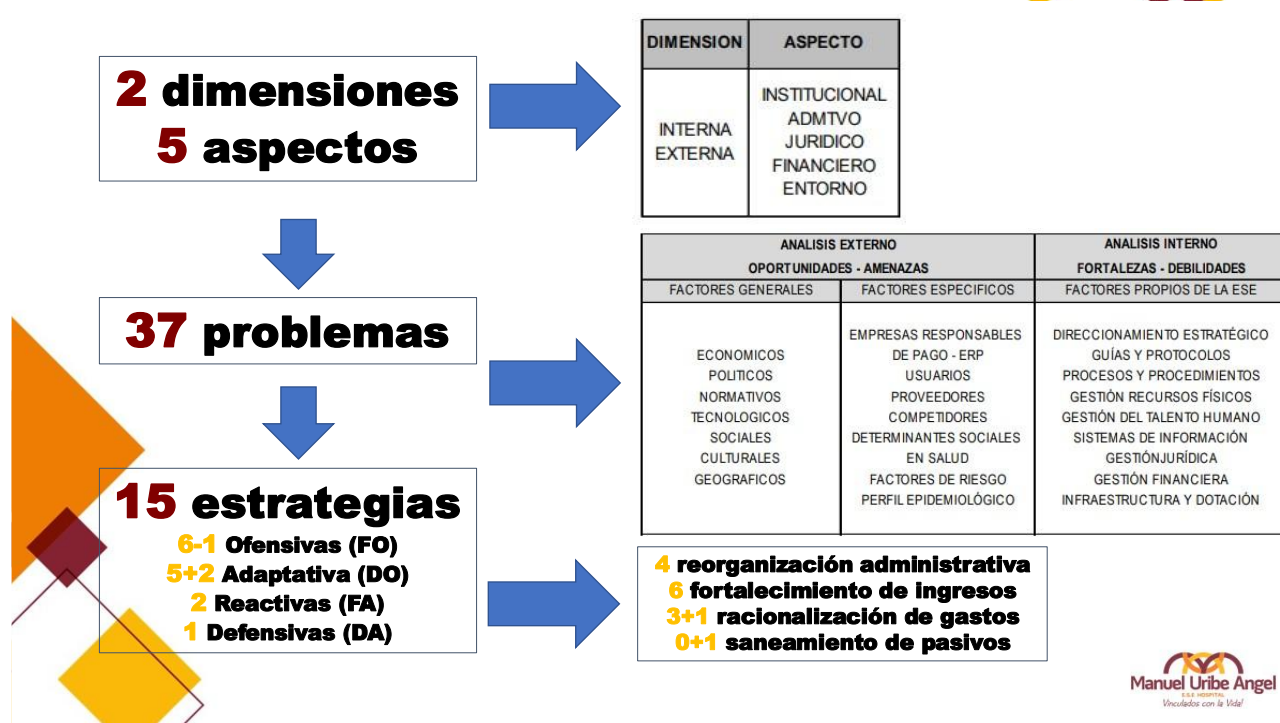 2 dimensiones
5 aspectos
DIMENSION ASPECTO
INTERNA
EXTERNA
INSTITUCIONAL
ADMTVO
JURIDICO
FINANCIERO
ENTORNO
37 problemas
ANALISIS EXTERNO
OPORTUNIDADES - AMENAZAS
ANALISIS INTERNO
FORTALEZAS - DEBILIDADES
FACTORES GENERALES
FACTORES ESPECIFICOS
FACTORES PROPIOS DE LA ESE
ECONOMICOS
POLITICOS
NORMATIVOS
TECNOLOGICOS
SOCIALES
CULTURALES
GEOGRAFICOS
EMPRESAS RESPONSABLES
DE PAGO - ERP
USUARIOS
PROVEEDORES
COMPETIDORES
DETERMINANTES SOCIALES
EN SALUD
FACTORES DE RIESGO
PERFIL EPIDEMIOLÓGICO
DIRECCIONAMIENTO ESTRATÉGICO
GUÍAS Y PROTOCOLOS
PROCESOS Y PROCEDIMIENTOS
GESTIÓN RECURSOS FÍSICOS
GESTIÓN DEL TALENTO HUMANO
SISTEMAS DE INFORMACIÓN
GESTIÓNJURÍDICA
GESTIÓN FINANCIERA
INFRAESTRUCTURA Y DOTACIÓN
15 estrategias
6-1 Ofensivas (FO)
5+2 Adaptativa (DO)
2 Reactivas (FA)
1 Defensivas (DA)
4 reorganización administrativa
6 fortalecimiento de ingresos
3+1 racionalización de gastos
0+1 saneamiento de pasivos
Manuel Uribe Angel
E.S.E. HOSPITAL
Vinculados con la Vida!